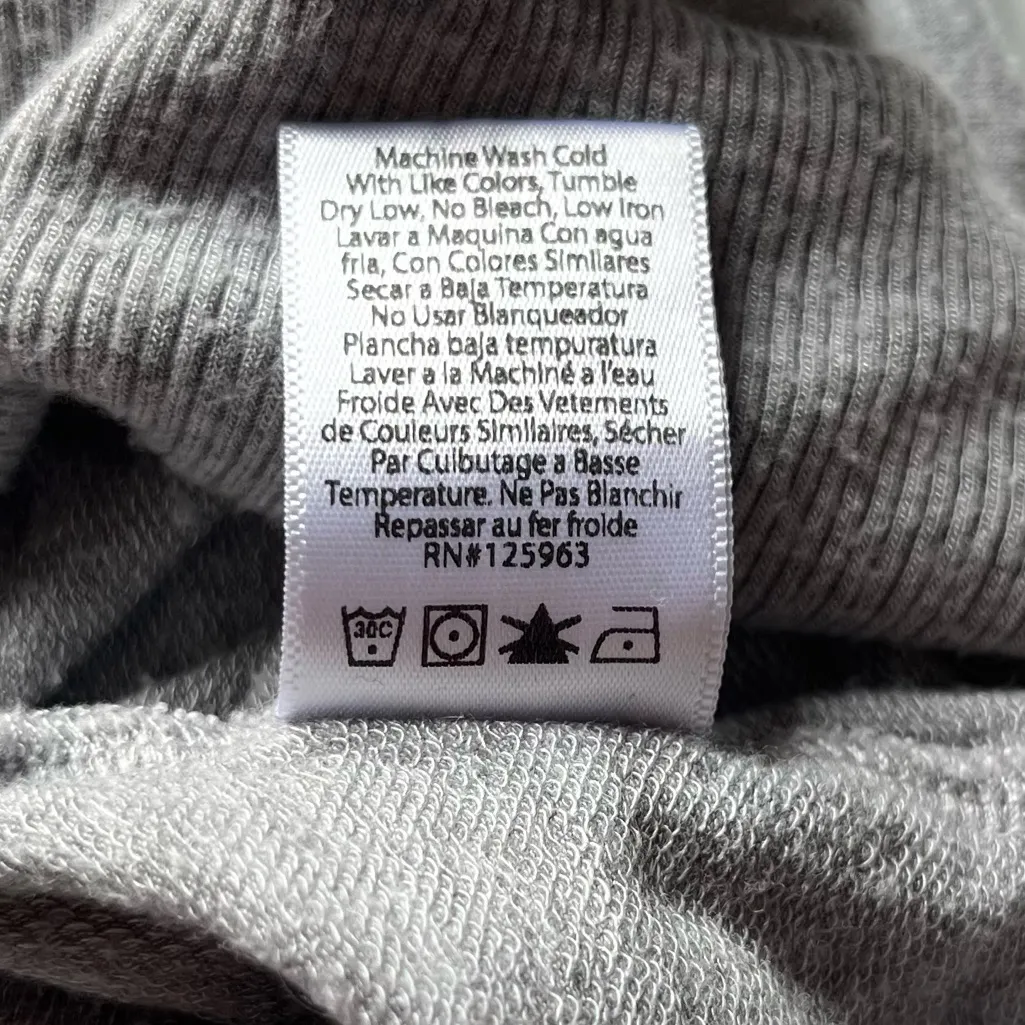 Machine Wash Cold
With Like Colors, Tumble
Dry Low, No Bleach, Low Iron
Lavar a Maquina Con agua
fria, Con Colores Similares
Secar a Baja Temperatura
No Usar Blanqueador
Plancha baja tempuratura
Laver a la Machiné a l'eau
Froide Avec Des Vetements
de Couleurs Similaires, Sécher
Par Culbutage a Basse
Temperature. Ne Pas Blanchir
Repassar au fer froide
RN#125963
30C